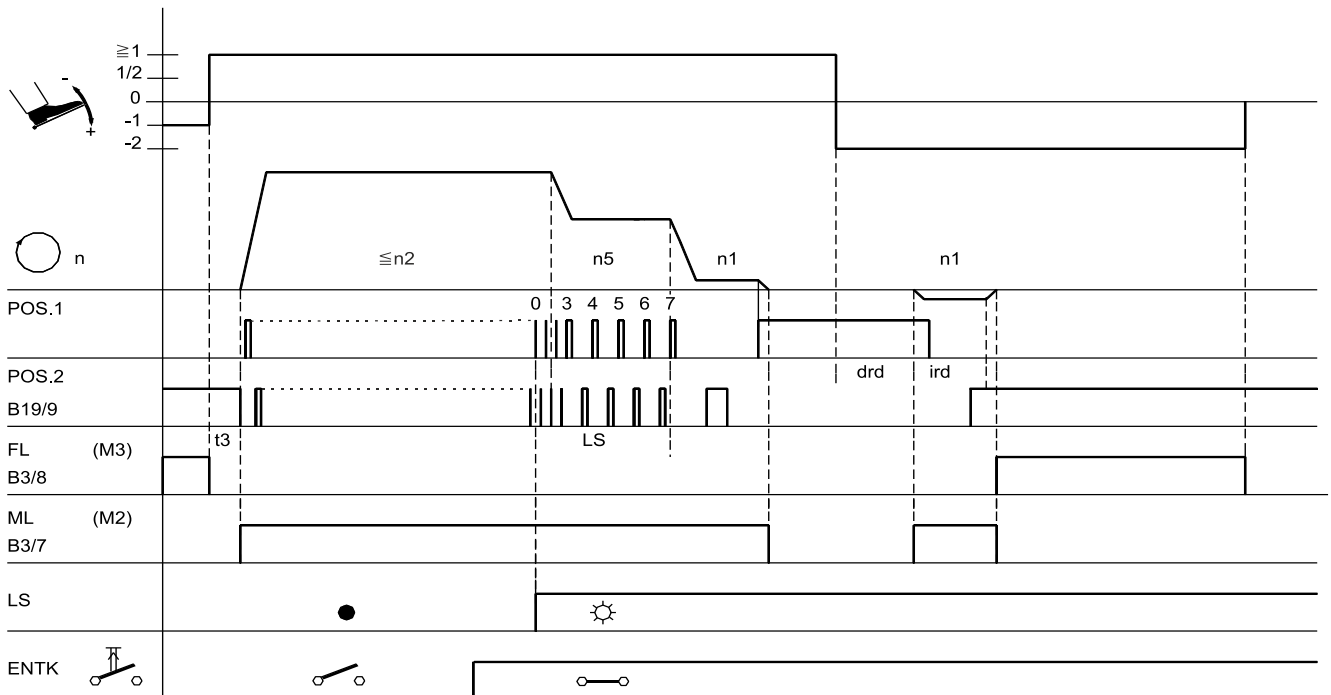 ≧1
1/2
0
-1
-2
-
+
n ≦n2 n5 n1 n1
POS.1 0 3 4 5 6 7
POS.2 drd ird
B19/9
t3 LS
FL (M3)
B3/8
ML (M2)
B3/7
LS
ENTK